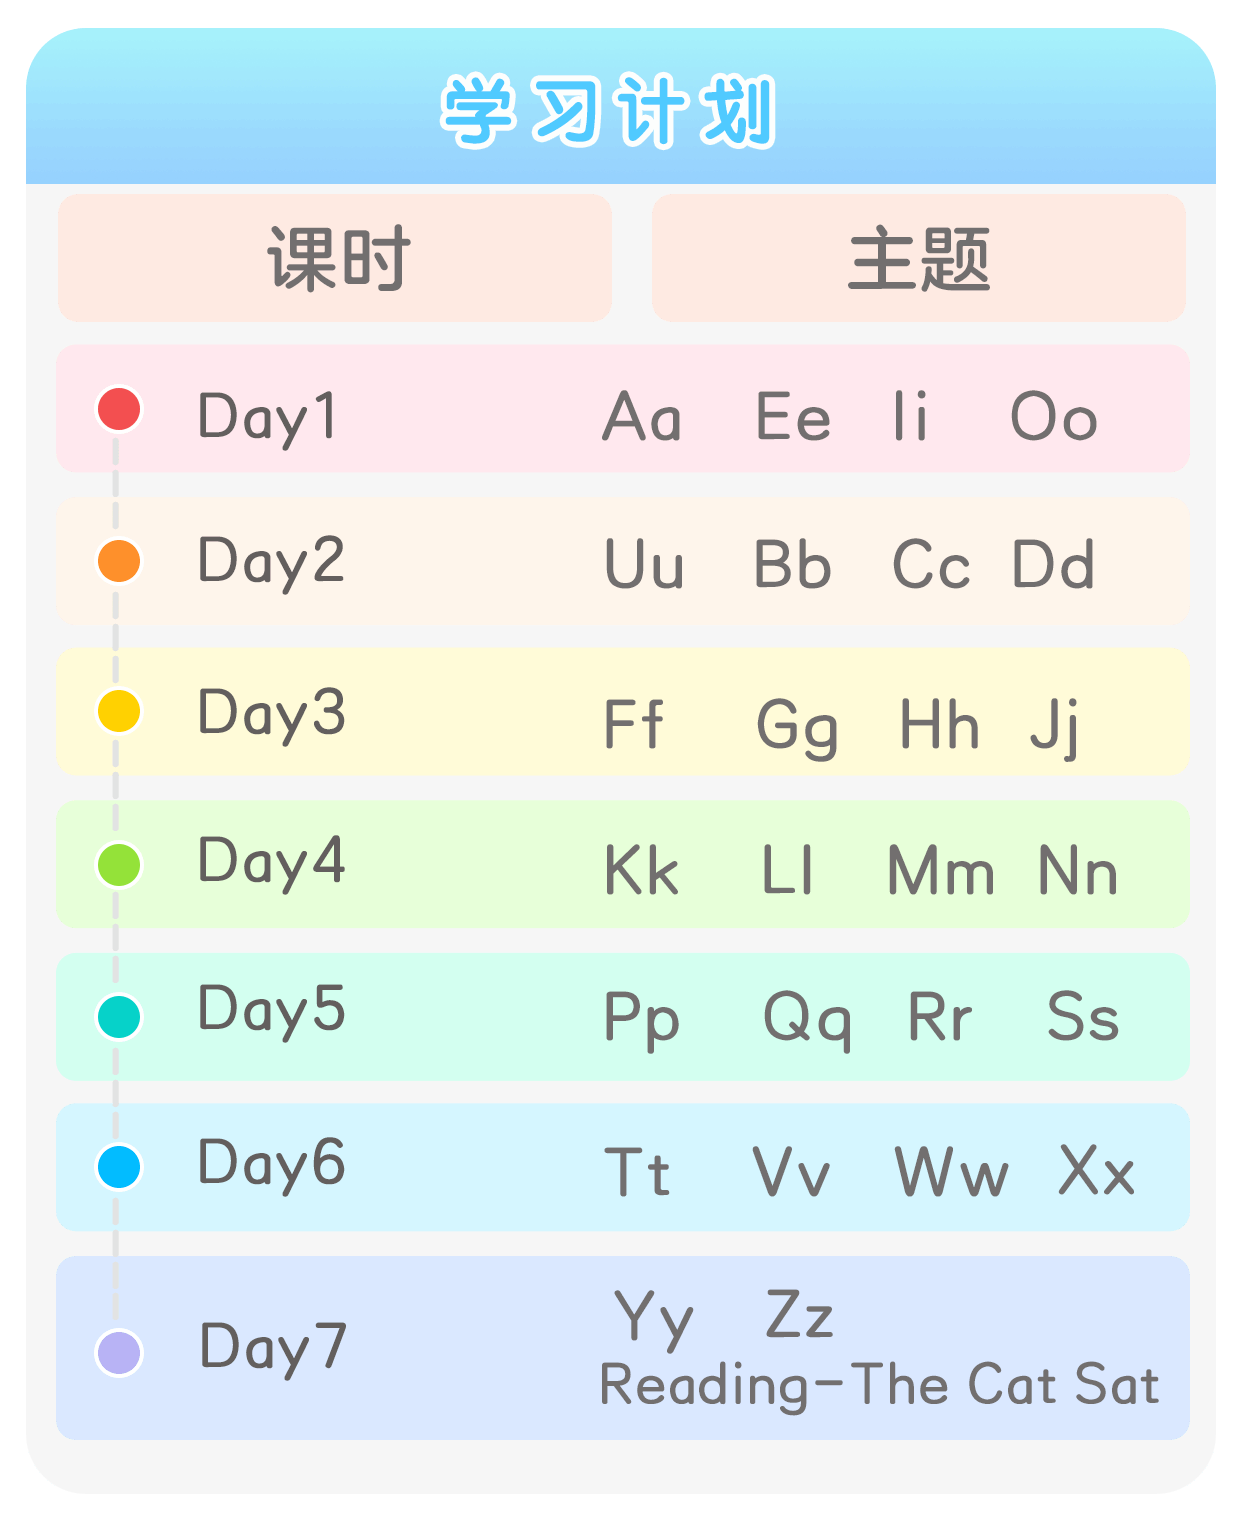 学习计划
课时 主题
Day1 Aa Ee Ii Oo
Day2 Uu Bb Cc Dd
Day3 Ff Gg Hh Jj
Day4 Kk Ll Mm Nn
Day5 Pp Qq Rr Ss
Day6 Tt Vv Ww Xx
Day7 Yy Zz
Reading-The Cat Sat